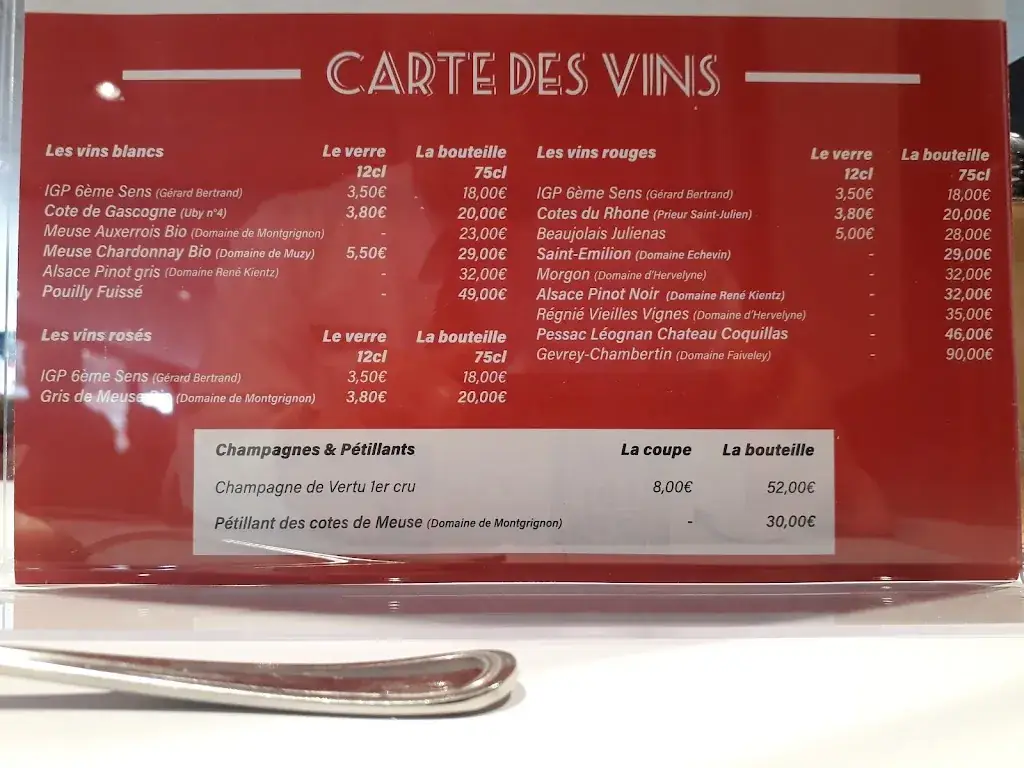 CARTE DES VINS
Les vins blancs Le verre La bouteille
12cl 75cl
IGP 6ème Sens (Gérard Bertrand) 3,50€ 18,00€
Cote de Gascogne (Uby n°4) 3,80€ 20,00€
Meuse Auxerrois Bio (Domaine de Montgrignon) - 23,00€
Meuse Chardonnay Bio (Domaine de Muzy) 5,50€ 29,00€
Alsace Pinot gris (Domaine René Kientz) - 32,00€
Pouilly Fuissé - 49,00€
Les vins rosés Le verre La bouteille
12cl 75cl
IGP 6ème Sens (Gérard Bertrand) 3,50€ 18,00€
Gris de Meuse Bio (Domaine de Montgrignon) 3,80€ 20,00€
Les vins rouges Le verre La bouteille
12cl 75cl
IGP 6ème Sens (Gérard Bertrand) 3,50€ 18,00€
Cotes du Rhone (Prieur Saint-Julien) 3,80€ 20,00€
Beaujolais Julienas 5,00€ 28,00€
Saint-Emilion (Domaine Echevin) - 29,00€
Morgon (Domaine d'Hervelyne) - 32,00€
Alsace Pinot Noir (Domaine René Kientz) - 32,00€
Régnié Vieilles Vignes (Domaine d'Hervelyne) - 35,00€
Pessac Léognan Chateau Coquillas - 46,00€
Gevrey-Chambertin (Domaine Faiveley) - 90,00€
Champagnes & Pétillants La coupe La bouteille
Champagne de Vertu 1er cru 8,00€ 52,00€
Pétillant des cotes de Meuse (Domaine de Montgrignon) - 30,00€